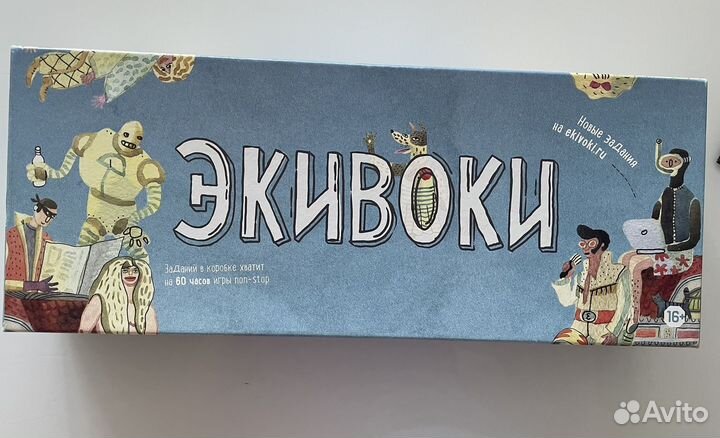 ЭКИВОКИ
Новые задания
на ekivoki.ru
Заданий в коробке хватит
на 60 часов игры non-stop
16+
Avito